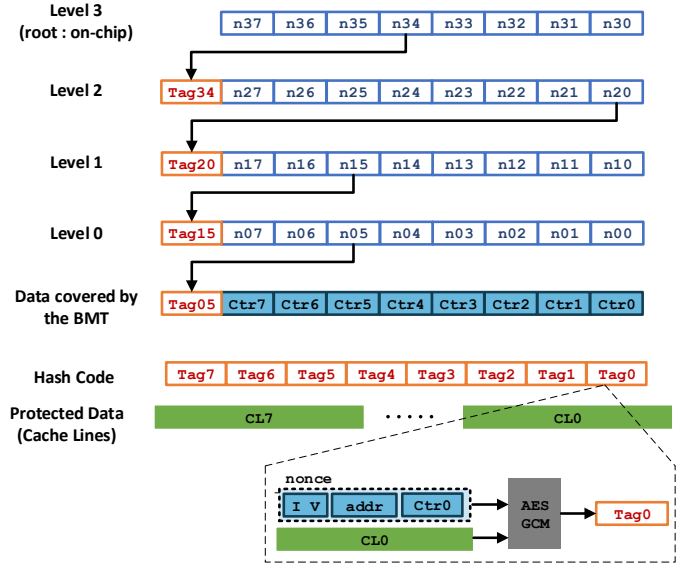 Level 3
(root : on-chip)
n37 n36 n35 n34 n33 n32 n31 n30
Level 2
Tag34 n27 n26 n25 n24 n23 n22 n21 n20
Level 1
Tag20 n17 n16 n15 n14 n13 n12 n11 n10
Level 0
Tag15 n07 n06 n05 n04 n03 n02 n01 n00
Data covered by
the BMT
Tag05 Ctr7 Ctr6 Ctr5 Ctr4 Ctr3 Ctr2 Ctr1 Ctr0
Hash Code
Tag7 Tag6 Tag5 Tag4 Tag3 Tag2 Tag1 Tag0
Protected Data
(Cache Lines)
CL7 ..... CL0
nonce
I V addr Ctr0
CL0
AES
GCM
Tag0